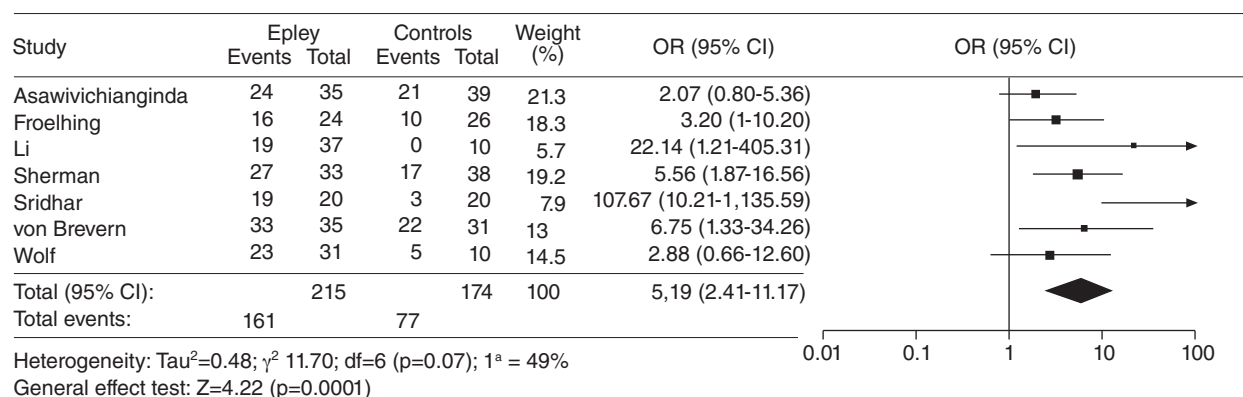 Study Epley Controls Weight (%) OR (95% CI) OR (95% CI)
Events Total Events Total
Asawivichianginda 24 35 21 39 21.3 2.07 (0.80-5.36)
Froelhing 16 24 10 26 18.3 3.20 (1-10.20)
Li 19 37 0 10 5.7 22.14 (1.21-405.31)
Sherman 27 33 17 38 19.2 5.56 (1.87-16.56)
Sridhar 19 20 3 20 7.9 107.67 (10.21-1,135.59)
von Brevern 33 35 22 31 13 6.75 (1.33-34.26)
Wolf 23 31 5 10 14.5 2.88 (0.66-12.60)
Total (95% CI): 215 174 100 5,19 (2.41-11.17)
Total events: 161 77
0.01 0.1 1 10 100
Heterogeneity: Tau²=0.48; γ² 11.70; df=6 (p=0.07); 1ª = 49%
General effect test: Z=4.22 (p=0.0001)